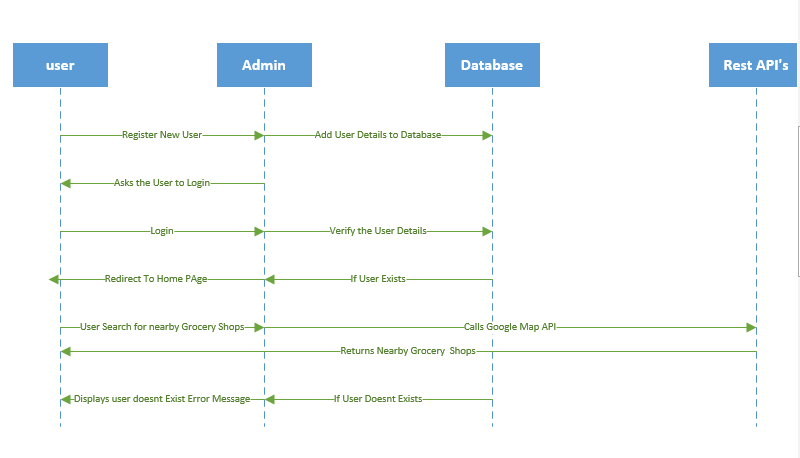 user Admin Database Rest API's
Register New User Add User Details to Database
Asks the User to Login
Login Verify the User Details
Redirect To Home PAge If User Exists
User Search for nearby Grocery Shops Calls Google Map API
Returns Nearby Grocery Shops
Displays user doesnt Exist Error Message If User Doesnt Exists